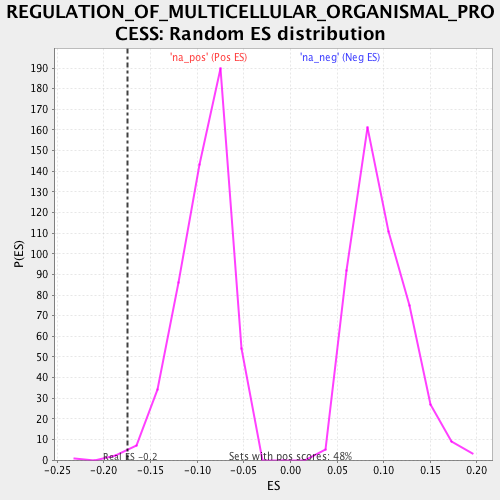 REGULATION_OF_MULTICELLULAR_ORGANISMAL_PRO
CESS: Random ES distribution
'na_pos' (Pos ES)
'na_neg' (Neg ES)
190
180
170
160
150
140
130
120
110
100
90
80
70
60
50
40
30
20
10
0
P(ES)
Real ES -0.2
Sets with pos scores: 48%
-0.25 -0.20 -0.15 -0.10 -0.05 0.00 0.05 0.10 0.15 0.20
ES